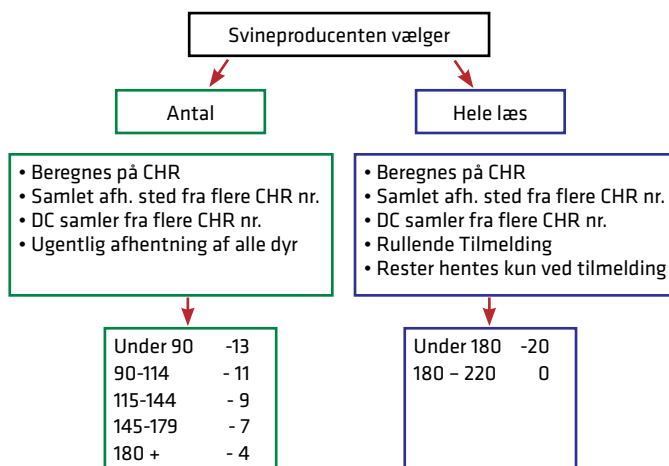 Svineproducenten vælger
Antal
Hele læs
• Beregnes på CHR
• Samlet afh. sted fra flere CHR nr.
• DC samler fra flere CHR nr.
• Ugentlig afhentning af alle dyr
• Beregnes på CHR
• Samlet afh. sted fra flere CHR nr.
• DC samler fra flere CHR nr.
• Rullende Tilmelding
• Rester hentes kun ved tilmelding
Under 90 -13
90-114 - 11
115-144 - 9
145-179 - 7
180 + - 4
Under 180 -20
180 – 220 0